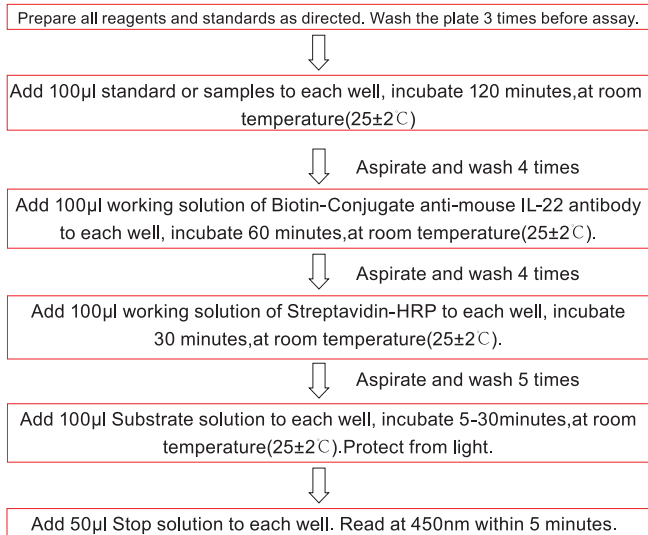 Prepare all reagents and standards as directed. Wash the plate 3 times before assay.
Add 100µl standard or samples to each well, incubate 120 minutes,at room
temperature(25±2℃)
Aspirate and wash 4 times
Add 100µl working solution of Biotin-Conjugate anti-mouse IL-22 antibody
to each well, incubate 60 minutes,at room temperature(25±2℃).
Aspirate and wash 4 times
Add 100µl working solution of Streptavidin-HRP to each well, incubate
30 minutes,at room temperature(25±2℃).
Aspirate and wash 5 times
Add 100µl Substrate solution to each well, incubate 5-30minutes,at room
temperature(25±2℃).Protect from light.
Add 50µl Stop solution to each well. Read at 450nm within 5 minutes.